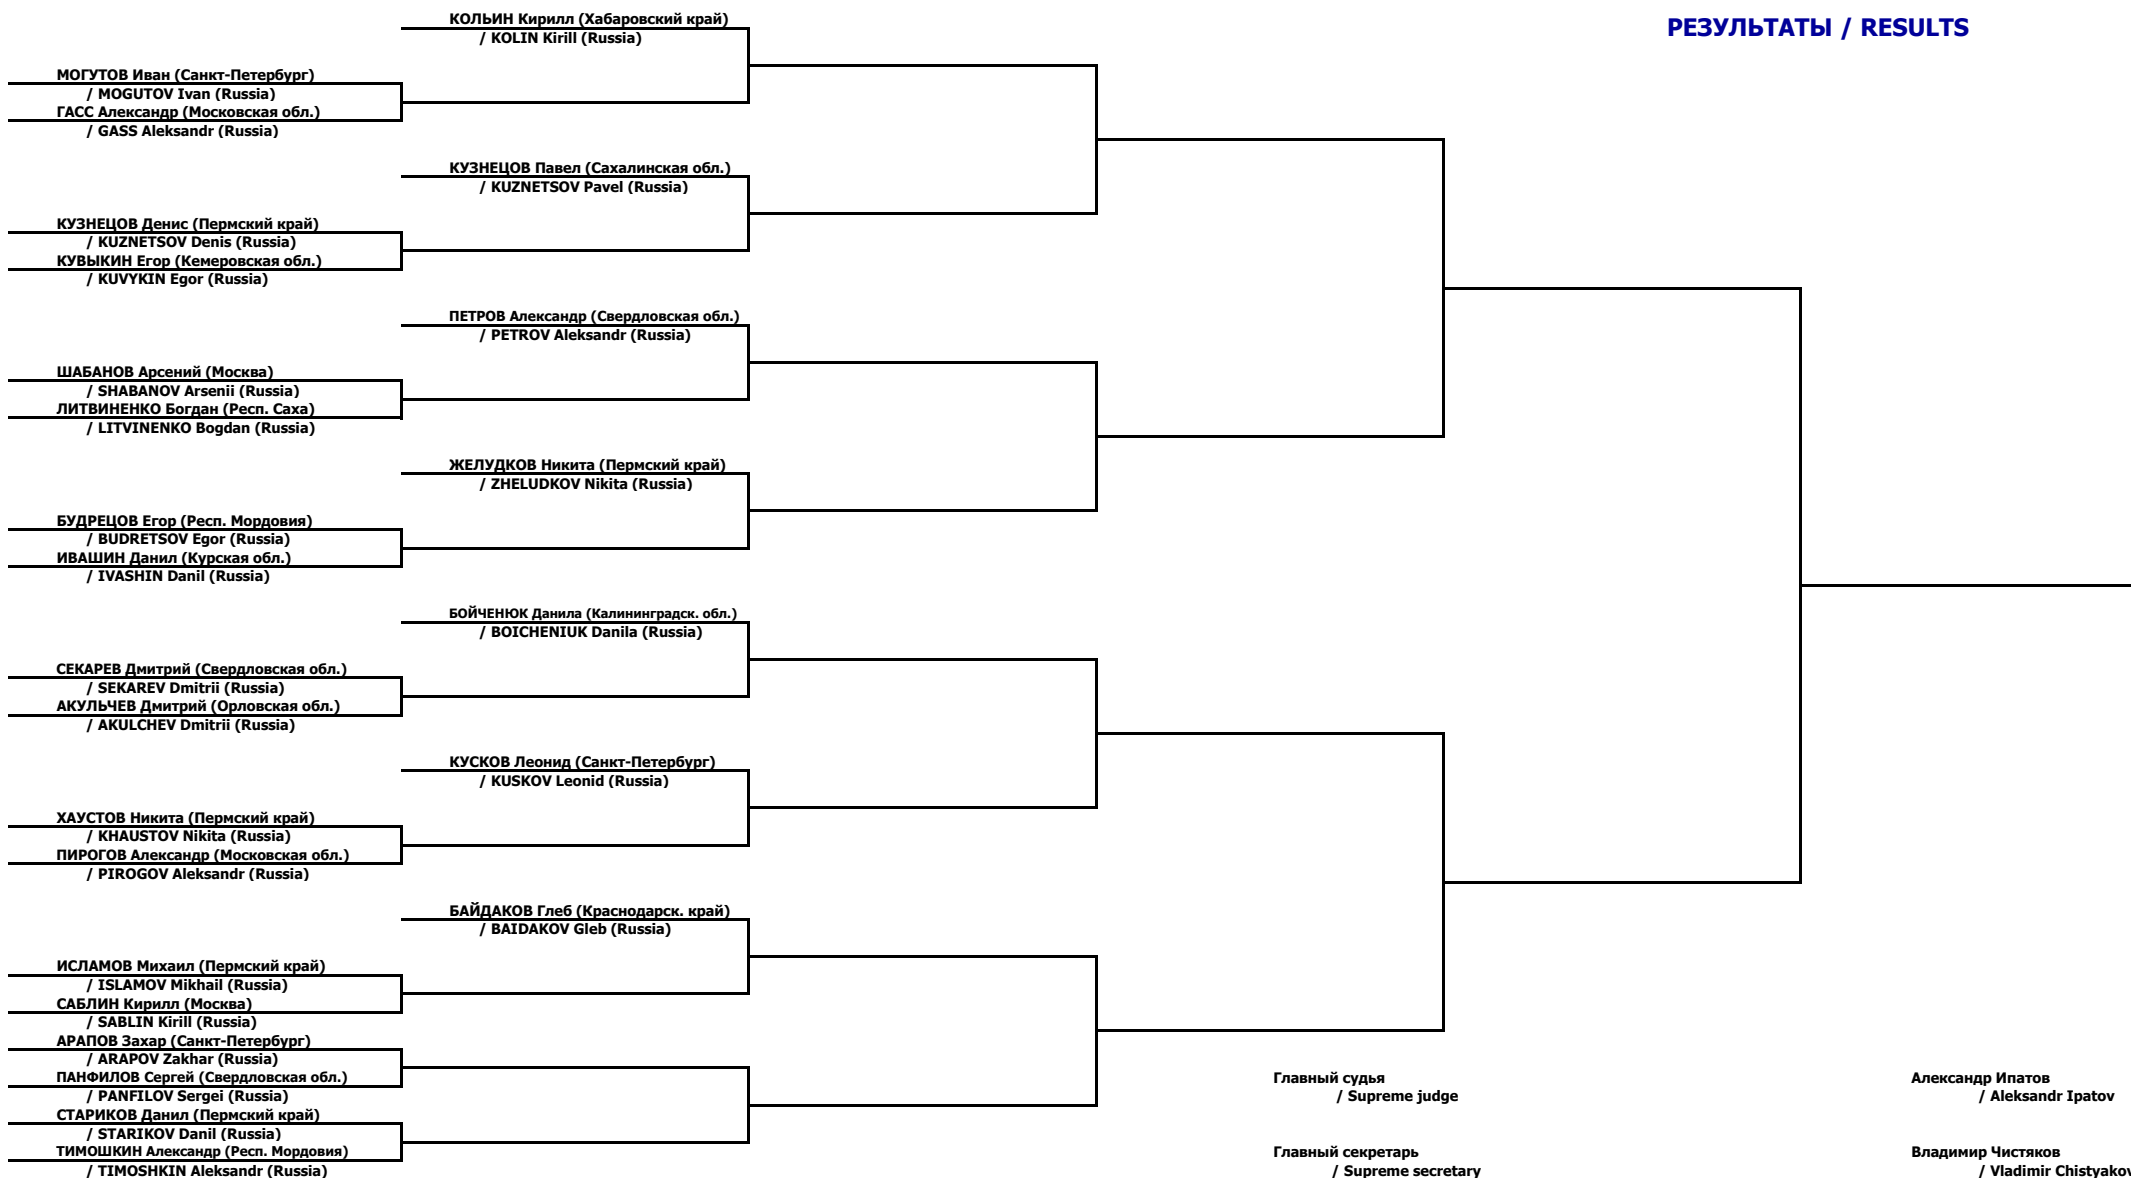 КОЛЬИН Кирилл (Хабаровский край)
/ KOLIN Kirill (Russia)
РЕЗУЛЬТАТЫ / RESULTS
МОГУТОВ Иван (Санкт-Петербург)
/ MOGUTOV Ivan (Russia)
ГАСС Александр (Московская обл.)
/ GASS Aleksandr (Russia)
КУЗНЕЦОВ Павел (Сахалинская обл.)
/ KUZNETSOV Pavel (Russia)
КУЗНЕЦОВ Денис (Пермский край)
/ KUZNETSOV Denis (Russia)
КУВЫКИН Егор (Кемеровская обл.)
/ KUVYKIN Egor (Russia)
ПЕТРОВ Александр (Свердловская обл.)
/ PETROV Aleksandr (Russia)
ШАБАНОВ Арсений (Москва)
/ SHABANOV Arsenii (Russia)
ЛИТВИНЕНКО Богдан (Респ. Саха)
/ LITVINENKO Bogdan (Russia)
ЖЕЛУДКОВ Никита (Пермский край)
/ ZHELUDKOV Nikita (Russia)
БУДРЕЦОВ Егор (Респ. Мордовия)
/ BUDRETSOV Egor (Russia)
ИВАШИН Данил (Курская обл.)
/ IVASHIN Danil (Russia)
БОЙЧЕНЮК Данила (Калининградск. обл.)
/ BOICHENIUK Danila (Russia)
СЕКАРЕВ Дмитрий (Свердловская обл.)
/ SEKAREV Dmitrii (Russia)
АКУЛЬЧЕВ Дмитрий (Орловская обл.)
/ AKULCHEV Dmitrii (Russia)
КУСКОВ Леонид (Санкт-Петербург)
/ KUSKOV Leonid (Russia)
ХАУСТОВ Никита (Пермский край)
/ KHAUSTOV Nikita (Russia)
ПИРОГОВ Александр (Московская обл.)
/ PIROGOV Aleksandr (Russia)
БАЙДАКОВ Глеб (Краснодарск. край)
/ BAIDAKOV Gleb (Russia)
ИСЛАМОВ Михаил (Пермский край)
/ ISLAMOV Mikhail (Russia)
САБЛИН Кирилл (Москва)
/ SABLIN Kirill (Russia)
АРАПОВ Захар (Санкт-Петербург)
/ ARAPOV Zakhar (Russia)
ПАНФИЛОВ Сергей (Свердловская обл.)
/ PANFILOV Sergei (Russia)
СТАРИКОВ Данил (Пермский край)
/ STARIKOV Danil (Russia)
ТИМОШКИН Александр (Респ. Мордовия)
/ TIMOSHKIN Aleksandr (Russia)
Главный судья
/ Supreme judge
Александр Ипатов
/ Aleksandr Ipatov
Главный секретарь
/ Supreme secretary
Владимир Чистяков
/ Vladimir Chistyakov